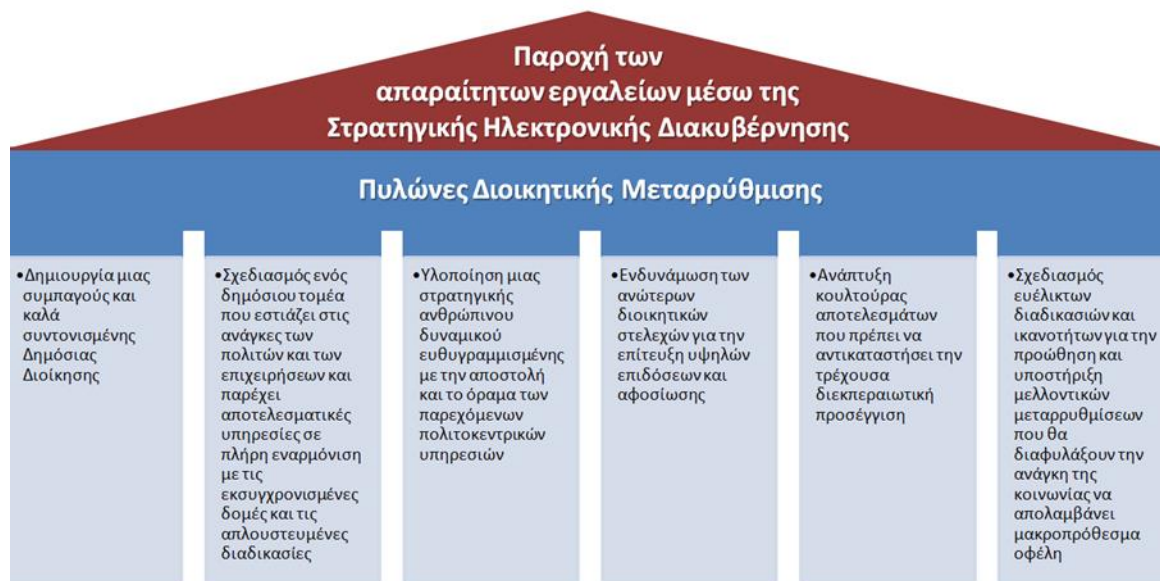 Παροχή των
απαραίτητων εργαλείων μέσω της
Στρατηγικής Ηλεκτρονικής Διακυβέρνησης
Πυλώνες Διοικητικής Μεταρρύθμισης
•Δημιουργία μιας
συμπαγούς και
καλά
συντονισμένης
Δημόσιας
Διοίκησης
•Σχεδιασμός ενός
δημόσιου τομέα
που εστιάζει στις
ανάγκες των
πολιτών και των
επιχειρήσεων και
παρέχει
αποτελεσματικές
υπηρεσίες σε
πλήρη εναρμόνιση
με τις
εκσυγχρονισμένες
δομές και τις
απλουστευμένες
διαδικασίες
•Υλοποίηση μιας
στρατηγικής
ανθρώπινου
δυναμικού
ευθυγραμμισμένης
με την αποστολή
και το όραμα των
παρεχόμενων
πολιτοκεντρικών
υπηρεσιών
•Ενδυνάμωση των
ανώτερων
διοικητικών
στελεχών για την
επίτευξη υψηλών
επιδόσεων και
αφοσίωσης
•Ανάπτυξη
κουλτούρας
αποτελεσμάτων
που πρέπει να
αντικαταστήσει την
τρέχουσα
διεκπεραιωτική
προσέγγιση
•Σχεδιασμός
ευέλικτων
διαδικασιών και
ικανοτήτων για την
προώθηση και
υποστήριξη
μελλοντικών
μεταρρυθμίσεων
που θα
διαφυλάξουν την
ανάγκη της
κοινωνίας να
απολαμβάνει
μακροπρόθεσμα
οφέλη